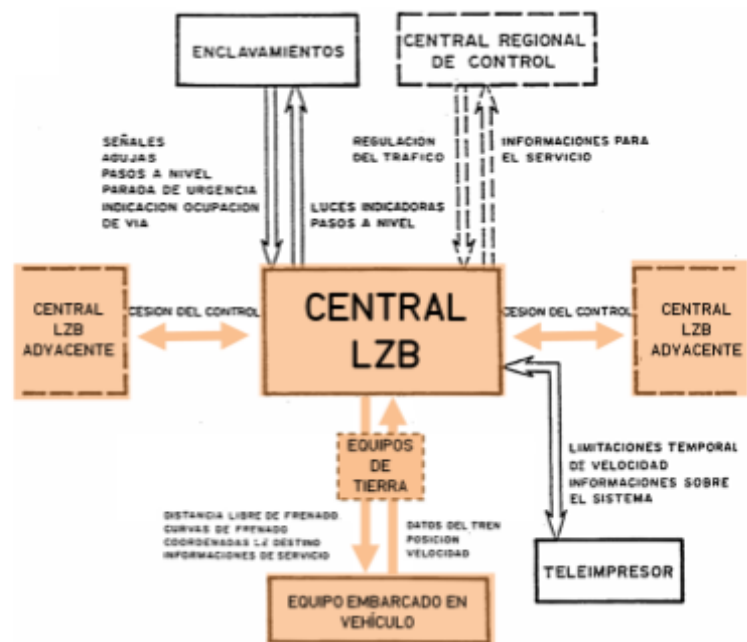 ENCLAVAMIENTOS
CENTRAL REGIONAL
DE CONTROL
SEÑALES
AGUJAS
PASOS A NIVEL
PARADA DE URGENCIA
INDICACION OCUPACION
DE VIA
LUCES INDICADORAS
PASOS A NIVEL
REGULACION
DEL TRAFICO
INFORMACIONES PARA
EL SERVICIO
CENTRAL
LZB
ADYACENTE
CESION DEL CONTROL
CENTRAL
LZB
CESION DEL CONTROL
CENTRAL
LZB
ADYACENTE
EQUIPOS
DE
TIERRA
LIMITACIONES TEMPORAL
DE VELOCIDAD
INFORMACIONES SOBRE
EL SISTEMA
DISTANCIA LIBRE DE FRENADO
CURVAS DE FRENADO
COORDENADAS LE DESTINO
INFORMACIONES DE SERVICIO
DATOS DEL TREN
POSICION
VELOCIDAD
TELEIMPRESOR
EQUIPO EMBARCADO EN
VEHÍCULO